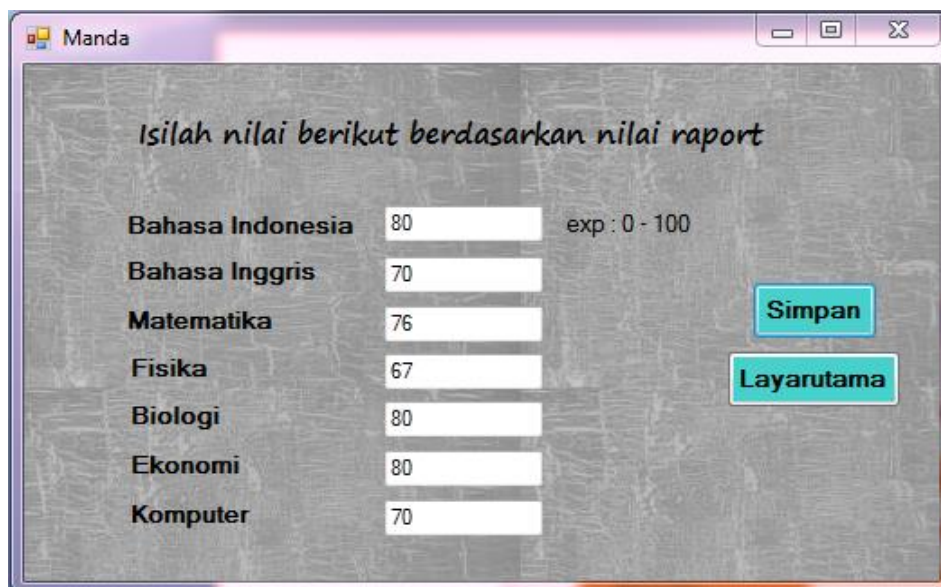 Manda
Isilah nilai berikut berdasarkan nilai raport
Bahasa Indonesia 80 exp : 0 - 100
Bahasa Inggris 70
Matematika 76
Simpan
Fisika 67
Layarutama
Biologi 80
Ekonomi 80
Komputer 70